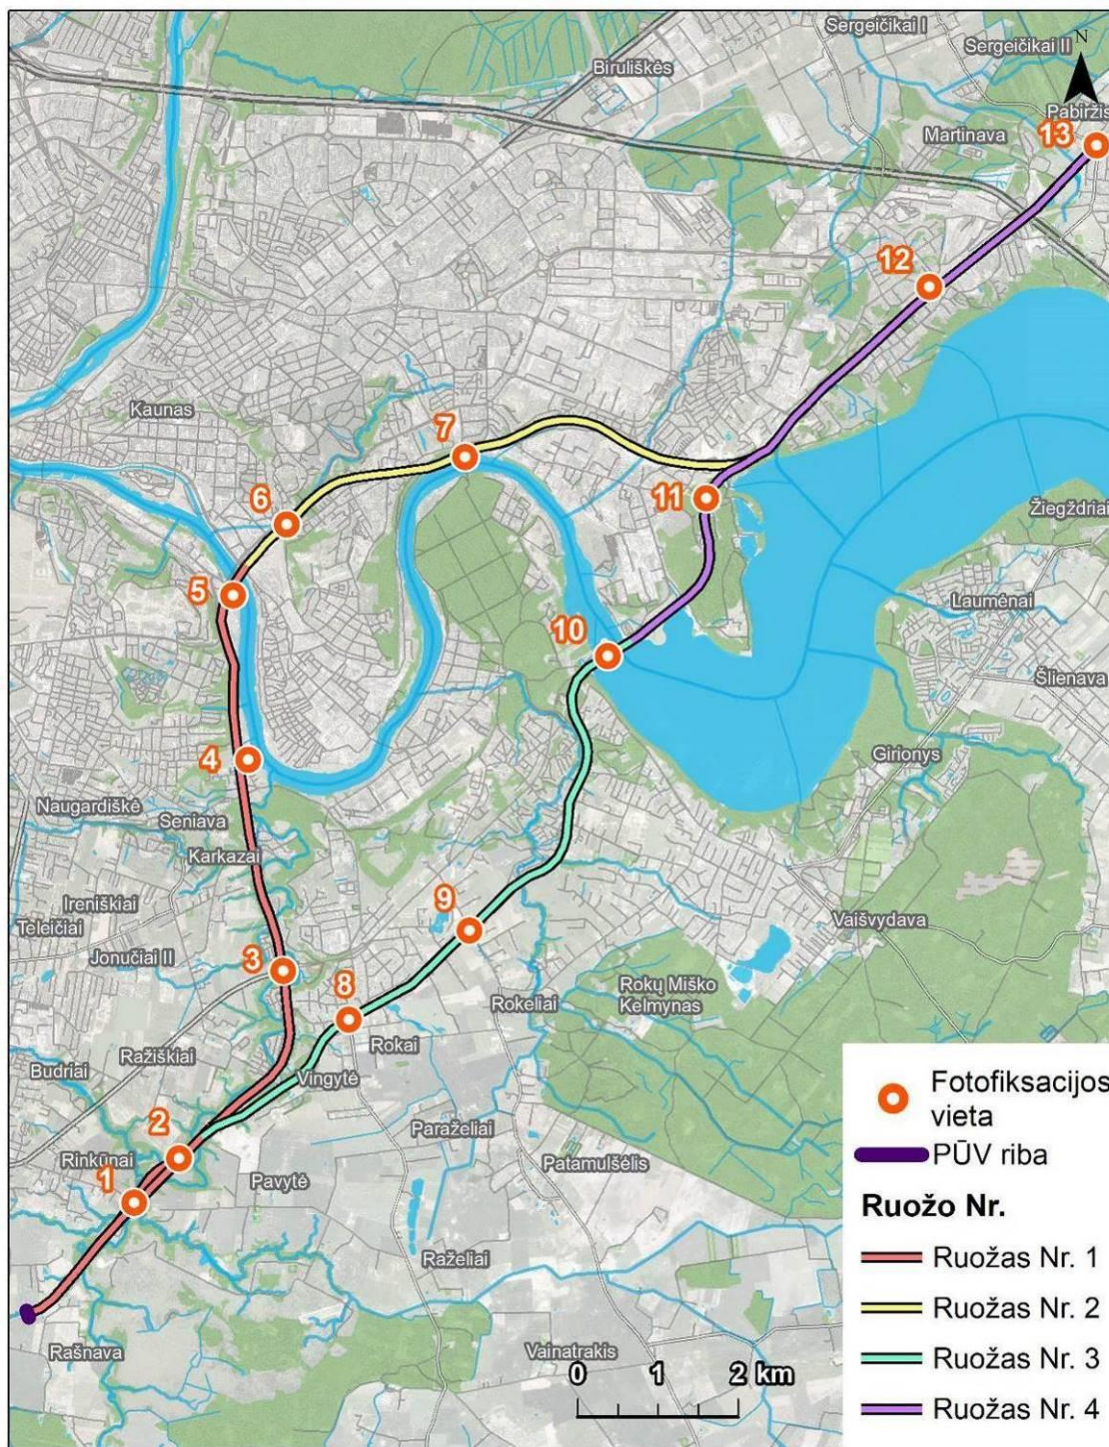 Sergeičikai I
Sergeičikai II
N
Biruliškės
Pabiržis
Martinava
13
12
Kaunas
7
6
11
Žiegždriai
5
Laumėnai
10
Šlienava
4
Girionys
Naugardiškė
Seniava
Karkazai
Ireniškiai
9
Teleičiai
Vaišvydava
Jonučiai II
3
Rokų Miško
Kelmynas
8
Rokeliai
Rokai
Ražiškiai
Budriai
Vingytė
Paraželiai
2
Rinkūnai
Patamulšėlis
1
Pavytė
Raželiai
Rašnava
Vainatrakis
0 1 2 km
Fotofiksacijos
vieta
PŪV riba
Ruožo Nr.
Ruožas Nr. 1
Ruožas Nr. 2
Ruožas Nr. 3
Ruožas Nr. 4